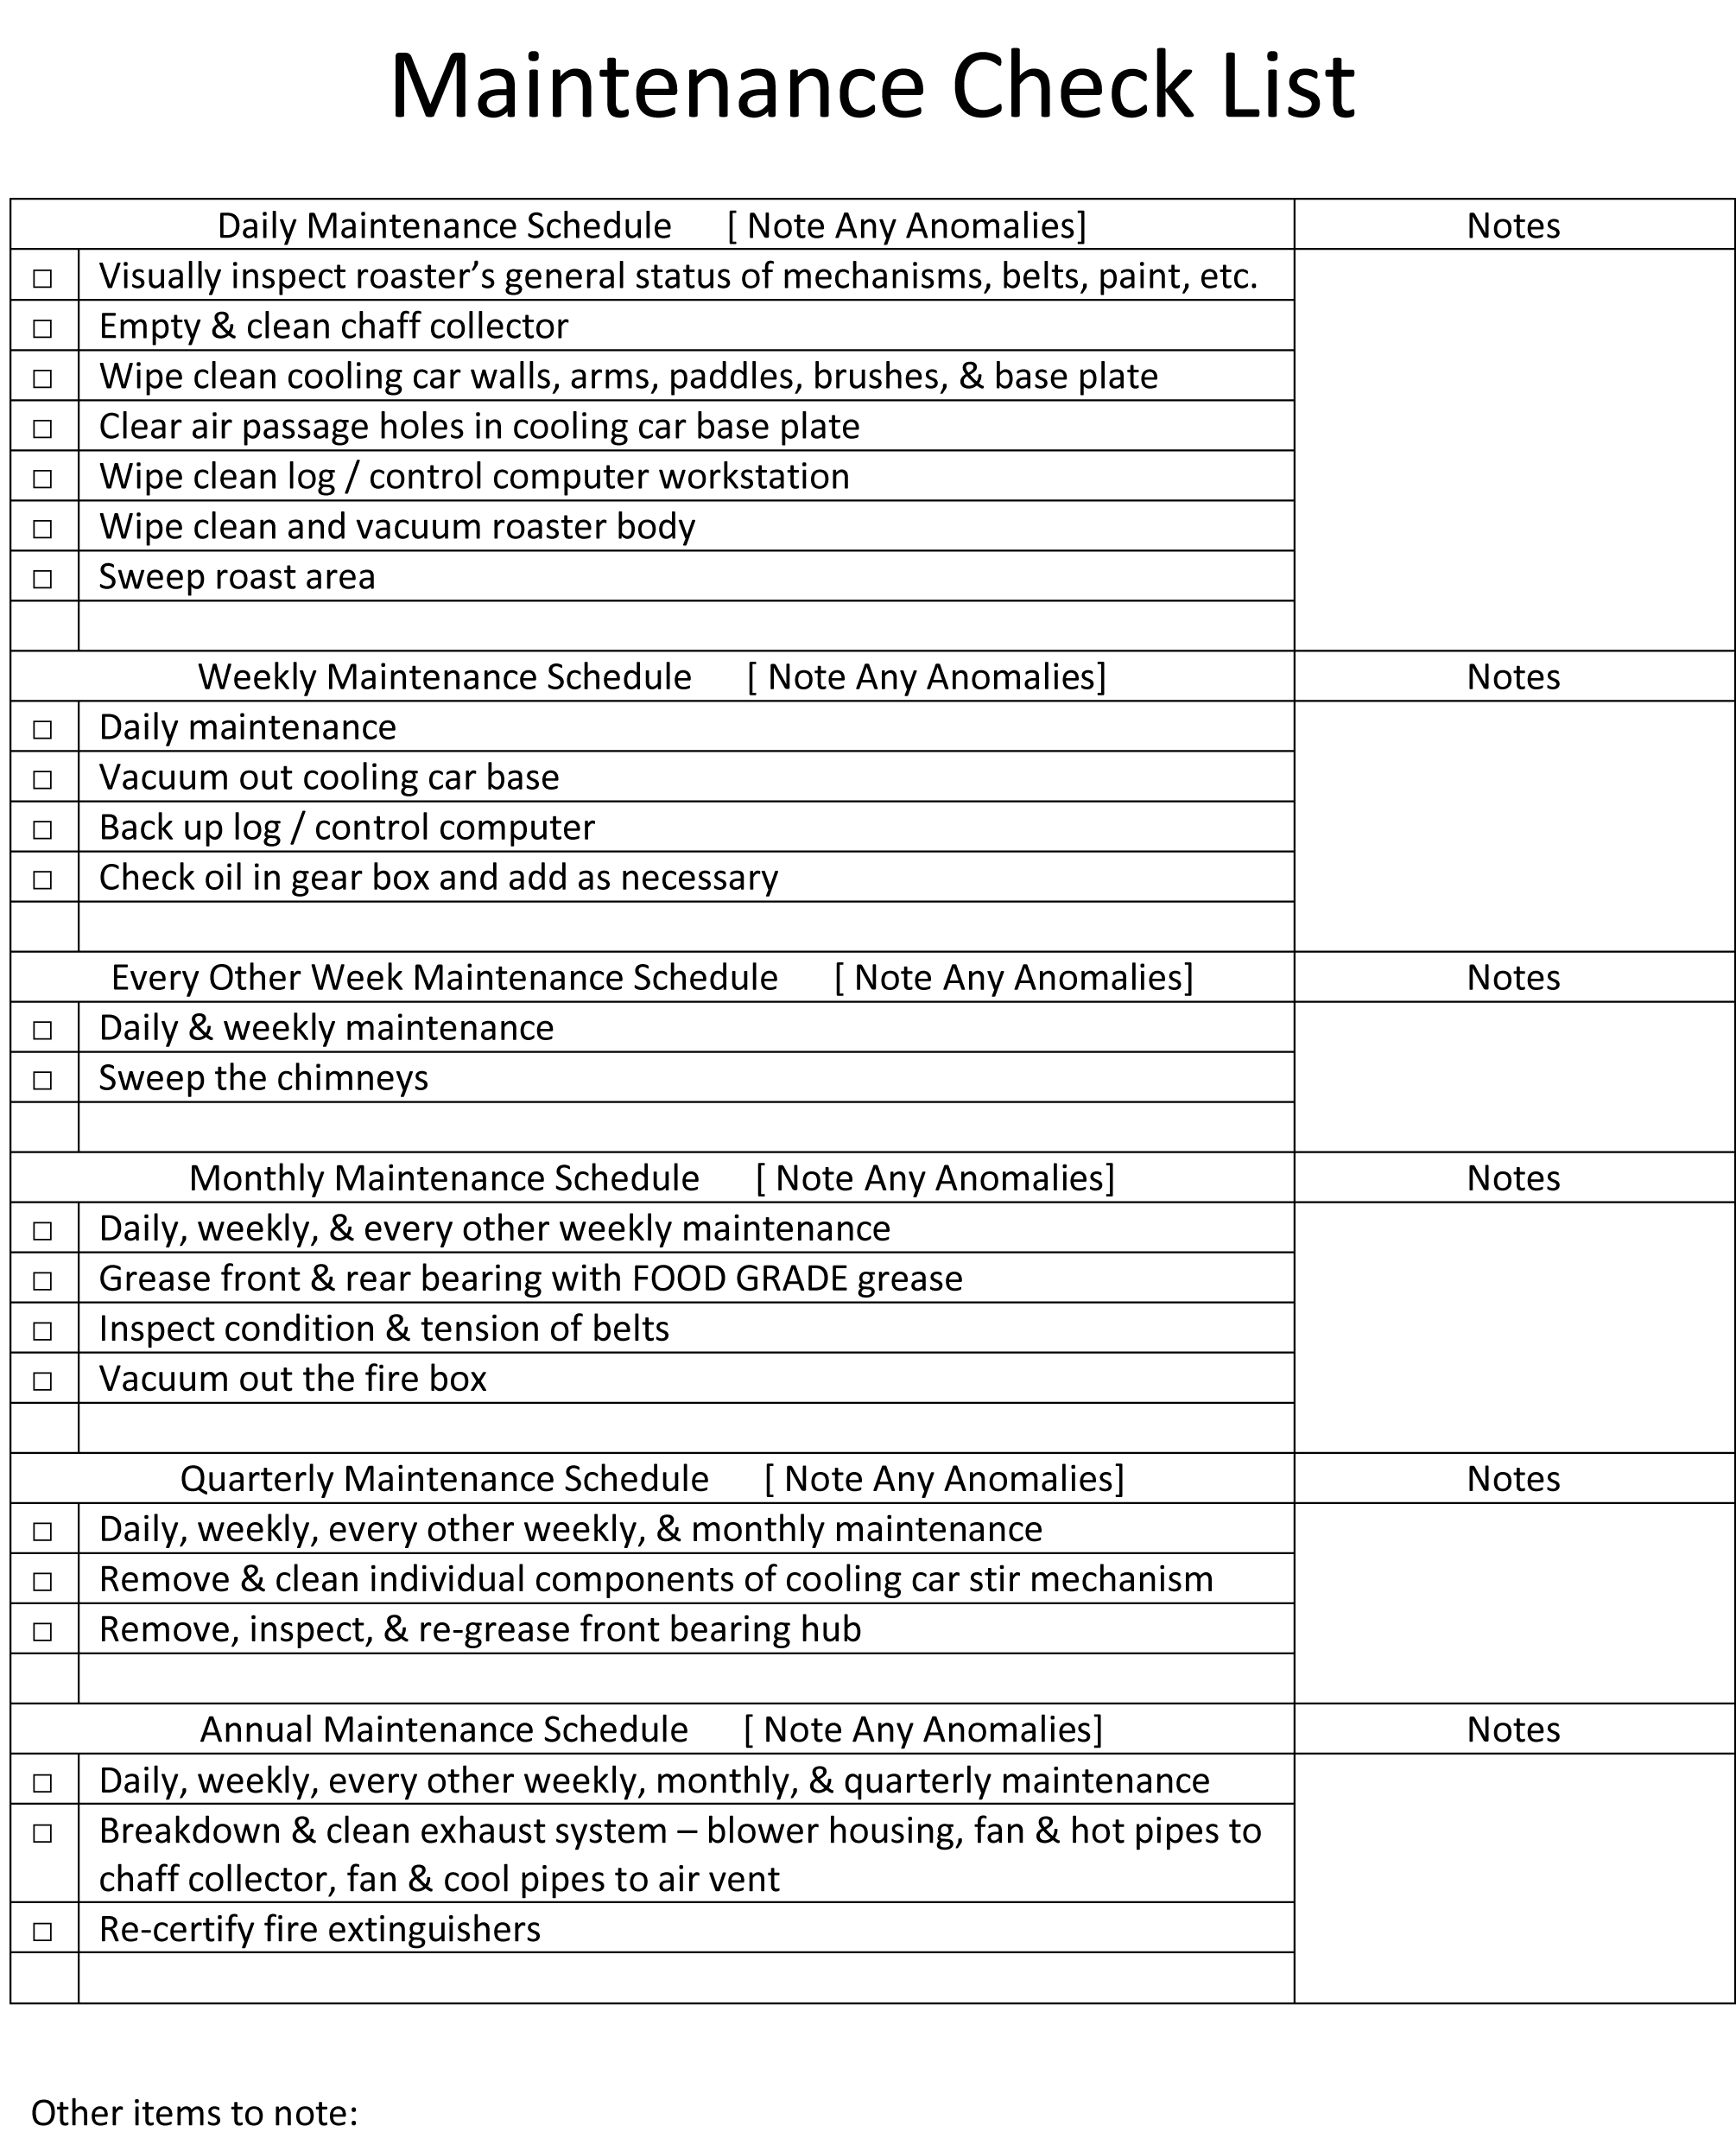 Maintenance Check List
Daily Maintenance Schedule [ Note Any Anomalies] Notes
□ Visually inspect roaster’s general status of mechanisms, belts, paint, etc.
□ Empty & clean chaff collector
□ Wipe clean cooling car walls, arms, paddles, brushes, & base plate
□ Clear air passage holes in cooling car base plate
□ Wipe clean log / control computer workstation
□ Wipe clean and vacuum roaster body
□ Sweep roast area
Weekly Maintenance Schedule [ Note Any Anomalies] Notes
□ Daily maintenance
□ Vacuum out cooling car base
□ Back up log / control computer
□ Check oil in gear box and add as necessary
Every Other Week Maintenance Schedule [ Note Any Anomalies] Notes
□ Daily & weekly maintenance
□ Sweep the chimneys
Monthly Maintenance Schedule [ Note Any Anomalies] Notes
□ Daily, weekly, & every other weekly maintenance
□ Grease front & rear bearing with FOOD GRADE grease
□ Inspect condition & tension of belts
□ Vacuum out the fire box
Quarterly Maintenance Schedule [ Note Any Anomalies] Notes
□ Daily, weekly, every other weekly, & monthly maintenance
□ Remove & clean individual components of cooling car stir mechanism
□ Remove, inspect, & re-grease front bearing hub
Annual Maintenance Schedule [ Note Any Anomalies] Notes
□ Daily, weekly, every other weekly, monthly, & quarterly maintenance
□ Breakdown & clean exhaust system – blower housing, fan & hot pipes to
chaff collector, fan & cool pipes to air vent
□ Re-certify fire extinguishers
Other items to note: